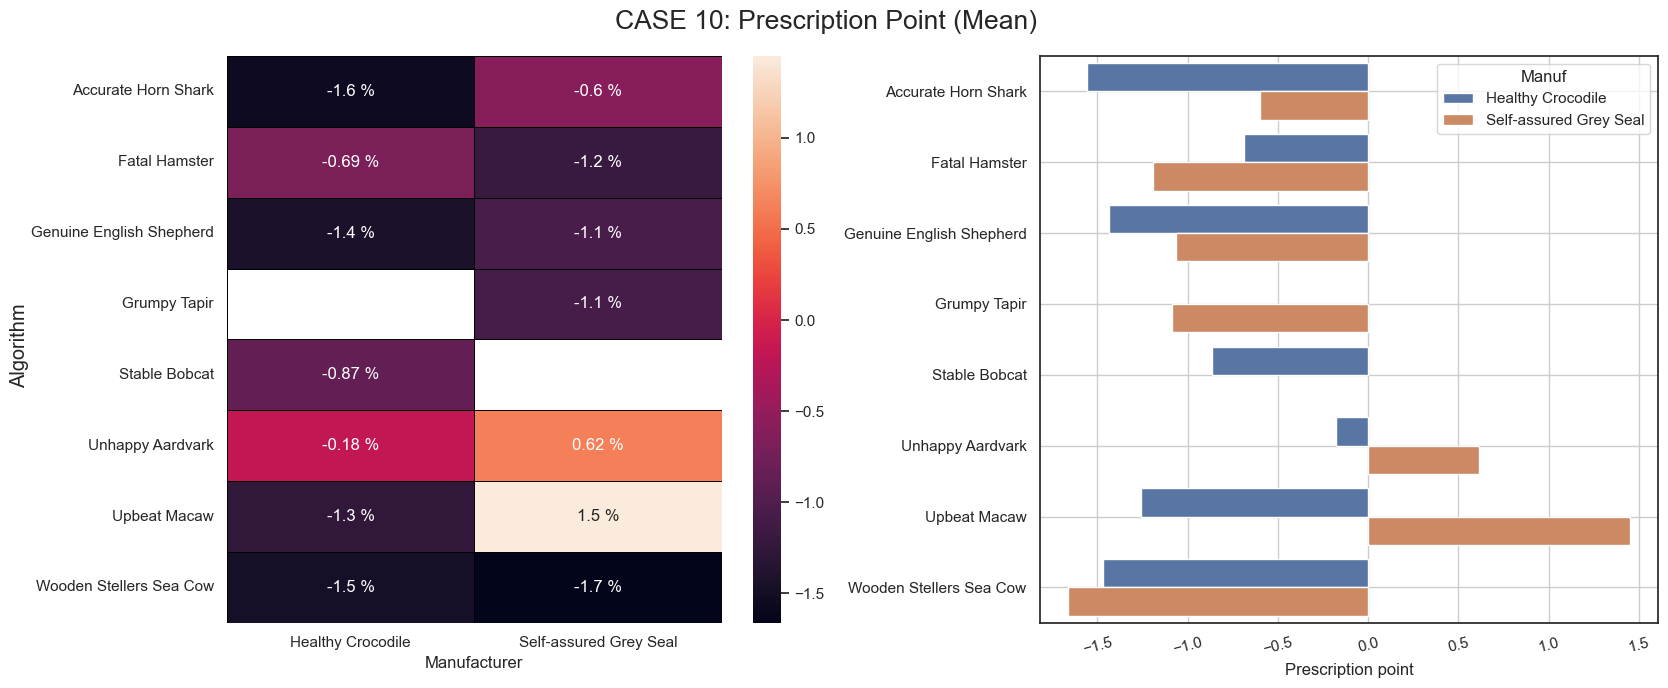 CASE 10: Prescription Point (Mean)
Algorithm
Accurate Horn Shark
-1.6 %
-0.6 %
Fatal Hamster
-0.69 %
-1.2 %
Genuine English Shepherd
-1.4 %
-1.1 %
Grumpy Tapir
-1.1 %
Stable Bobcat
-0.87 %
Unhappy Aardvark
-0.18 %
0.62 %
Upbeat Macaw
-1.3 %
1.5 %
Wooden Stellers Sea Cow
-1.5 %
-1.7 %
Healthy Crocodile
Self-assured Grey Seal
Manufacturer
1.0
0.5
0.0
−0.5
−1.0
−1.5
Accurate Horn Shark
Fatal Hamster
Genuine English Shepherd
Grumpy Tapir
Stable Bobcat
Unhappy Aardvark
Upbeat Macaw
Wooden Stellers Sea Cow
Manuf
Healthy Crocodile
Self-assured Grey Seal
−1.5
−1.0
−0.5
0.0
0.5
1.0
1.5
Prescription point